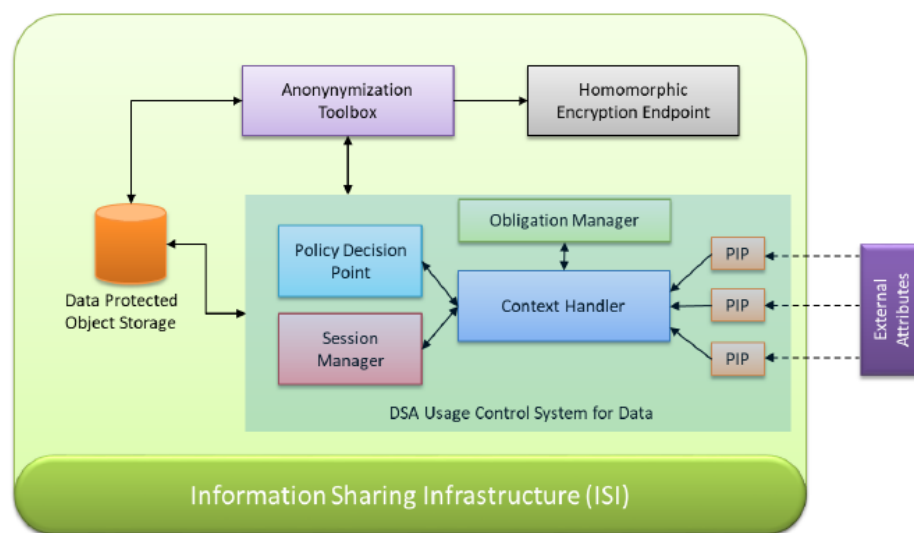 Anonynymization
Toolbox
Homomorphic
Encryption Endpoint
Obligation Manager
Policy Decision
Point
PIP
Data Protected
Object Storage
Context Handler
PIP
External
Attributes
Session
Manager
PIP
DSA Usage Control System for Data
Information Sharing Infrastructure (ISI)